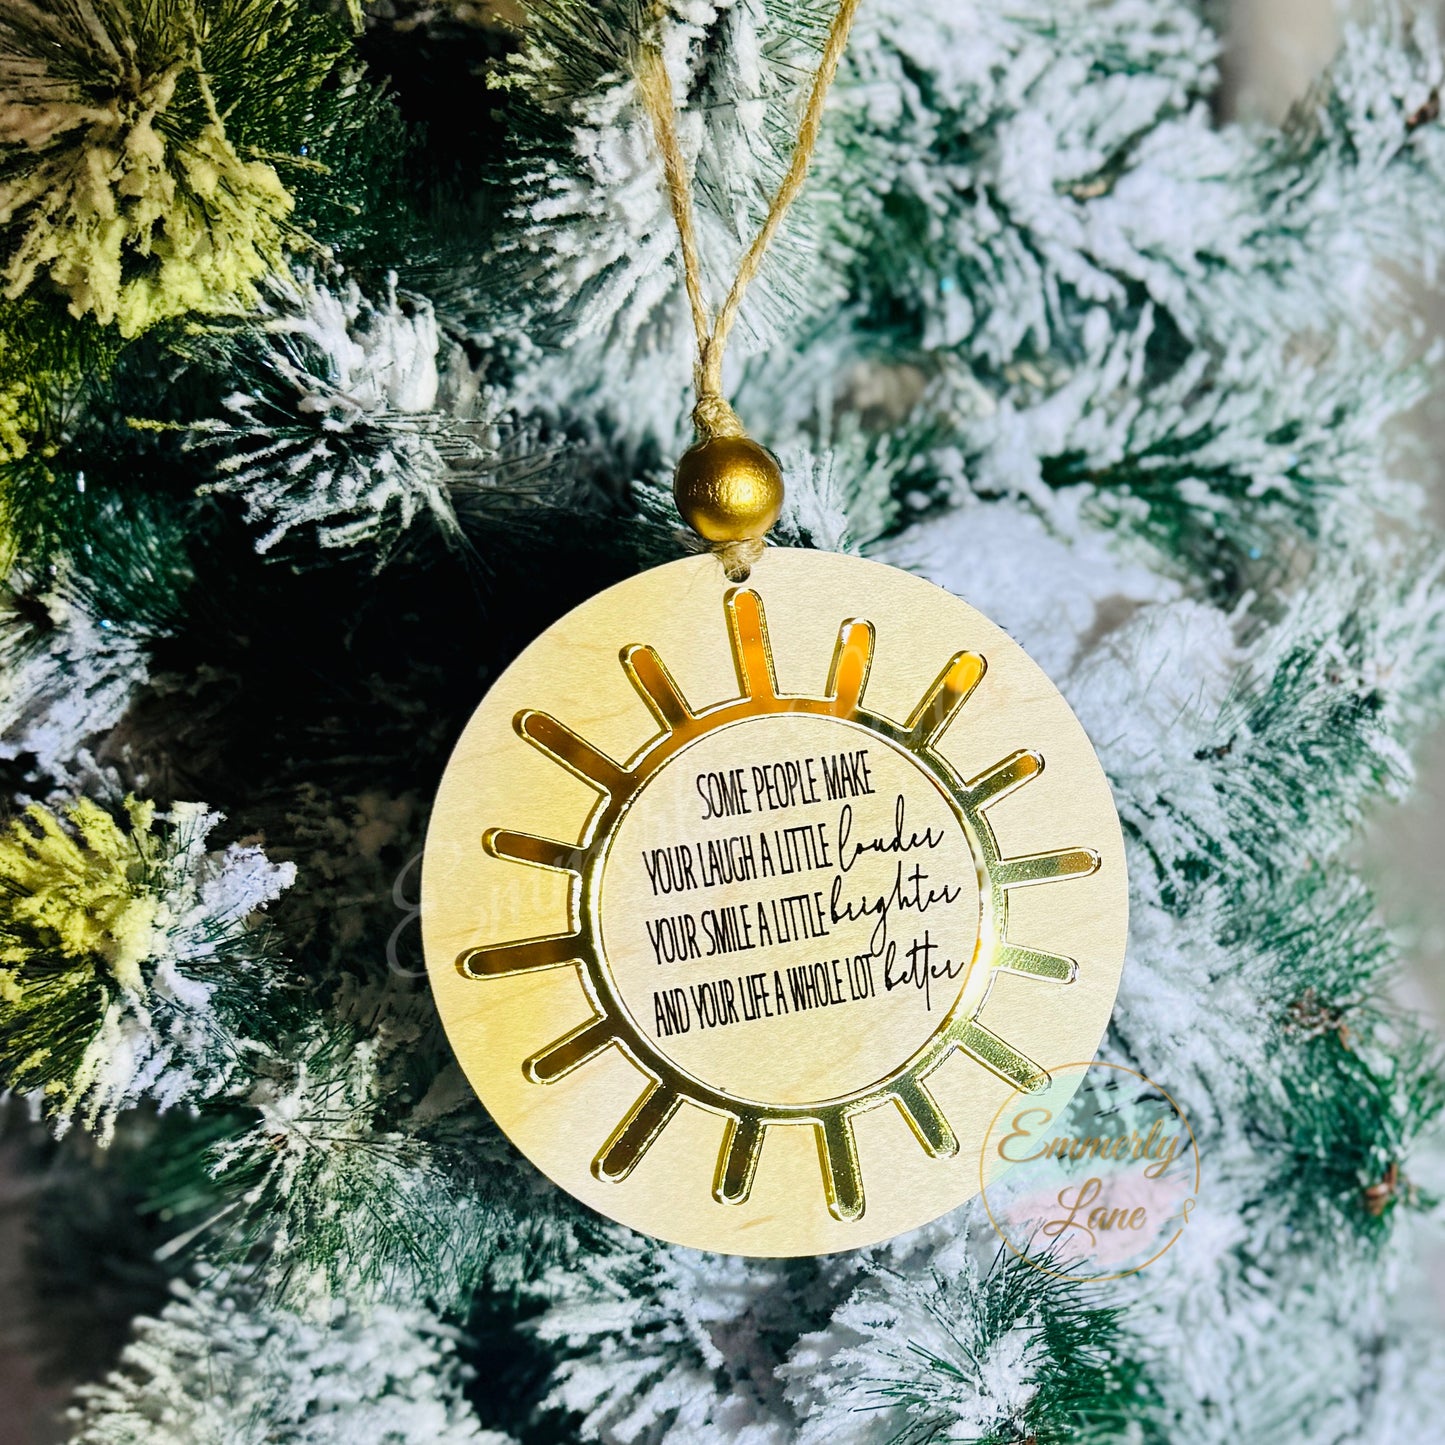 SOME PEOPLE MAKE
YOUR LAUGH A LITTLE louder
YOUR SMILE A LITTLE brighter
AND YOUR LIFE A WHOLE LOT better
Emmerly
Lane